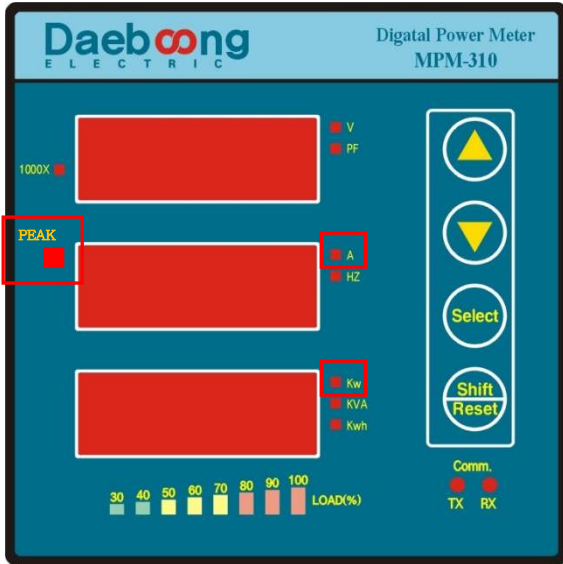 Daeboong
ELECTRIC
Digatal Power Meter
MPM-310
V
PF
1000X
PEAK
A
HZ
Select
Kw
KVA
Kwh
Shift
Reset
30 40 50 60 70 80 90 100
LOAD(%)
Comm.
TX RX